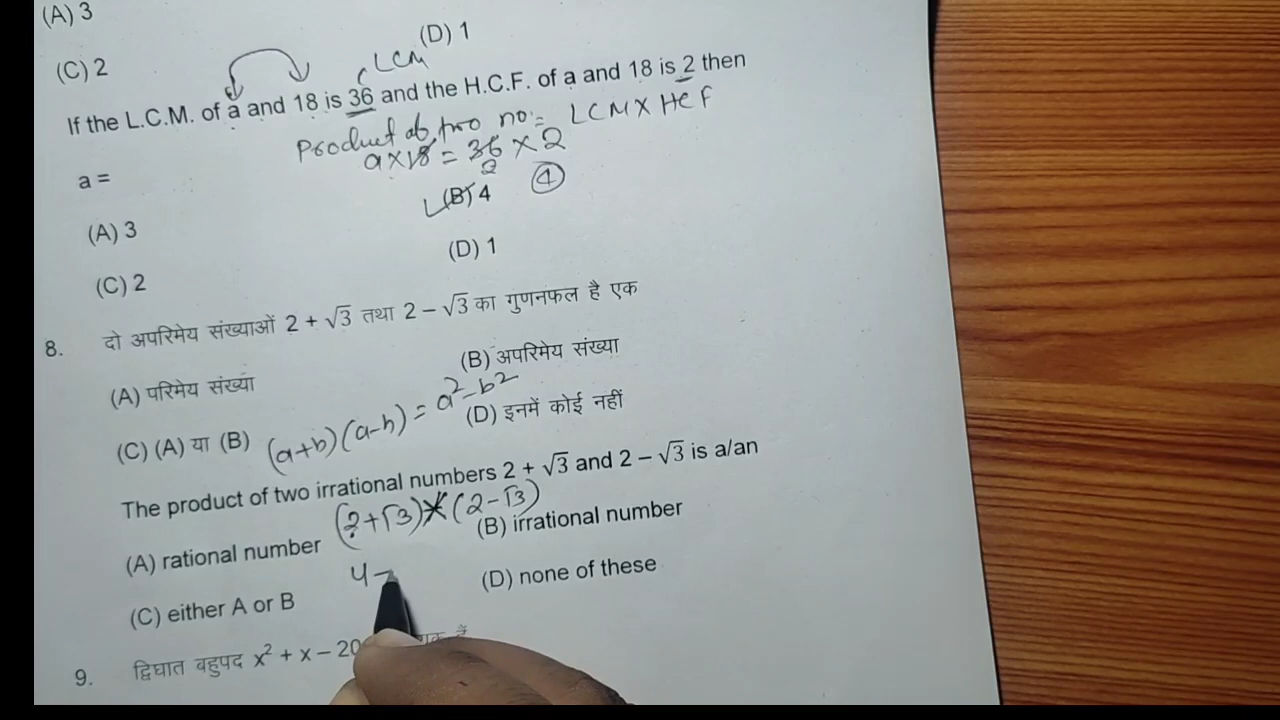 (A) 3
(D) 1
(C) 2
LCM
If the L.C.M. of a and 18 is 36 and the H.C.F. of a and 18 is 2 then
Product of two no. = LCM X HCF
a × 18 = 36 × 2
2
a =
(B) 4 4
(A) 3
(D) 1
(C) 2
8. दो अपरिमेय संख्याओं 2 + √3 तथा 2 – √3 का गुणनफल है एक
(A) परिमेय संख्या (B) अपरिमेय संख्या
(C) (A) या (B) (D) इनमें कोई नहीं
(a+b)(a-b) = a² - b²
The product of two irrational numbers 2 + √3 and 2 – √3 is a/an
(2+√3)×(2-√3)
(A) rational number (B) irrational number
4 -
(C) either A or B (D) none of these
9. द्विघात बहुपद x² + x – 20